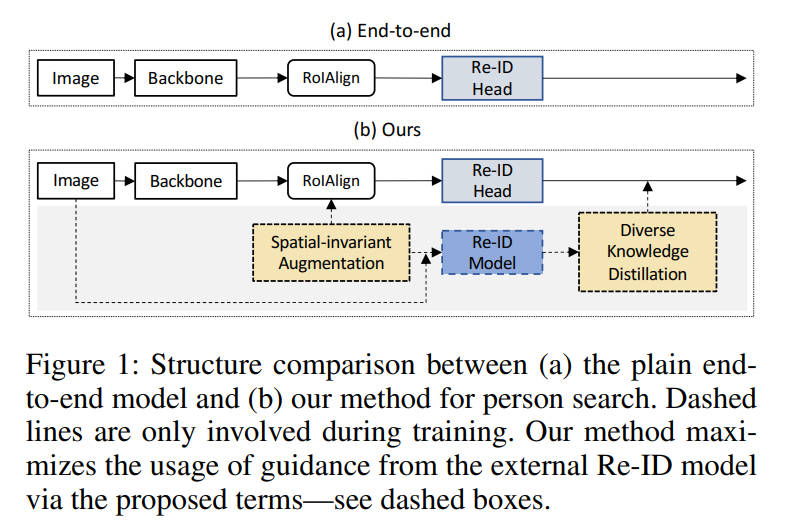 (a) End-to-end
Image
Backbone
RoIAlign
Re-ID
Head
(b) Ours
Image
Backbone
RoIAlign
Re-ID
Head
Spatial-invariant
Augmentation
Re-ID
Model
Diverse
Knowledge
Distillation
Figure 1: Structure comparison between (a) the plain end-
to-end model and (b) our method for person search. Dashed
lines are only involved during training. Our method maxi-
mizes the usage of guidance from the external Re-ID model
via the proposed terms—see dashed boxes.